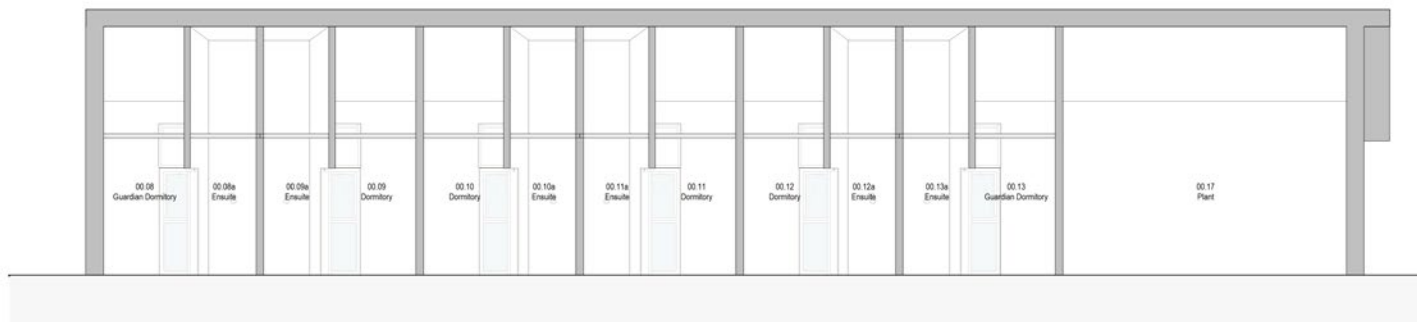 00.08
Guardian Dormitory
00.08a
Ensuite
00.09a
Ensuite
00.09
Dormitory
00.10
Dormitory
00.10a
Ensuite
00.11a
Ensuite
00.11
Dormitory
00.12
Dormitory
00.12a
Ensuite
00.13a
Ensuite
00.13
Guardian Dormitory
00.17
Plant